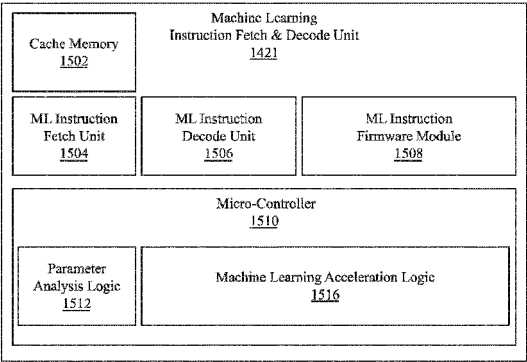 Machine Learning
Instruction Fetch & Decode Unit
1421
Cache Memory
1502
ML Instruction
Fetch Unit
1504
ML Instruction
Decode Unit
1506
ML Instruction
Firmware Module
1508
Micro-Controller
1510
Parameter
Analysis Logic
1512
Machine Learning Acceleration Logic
1516